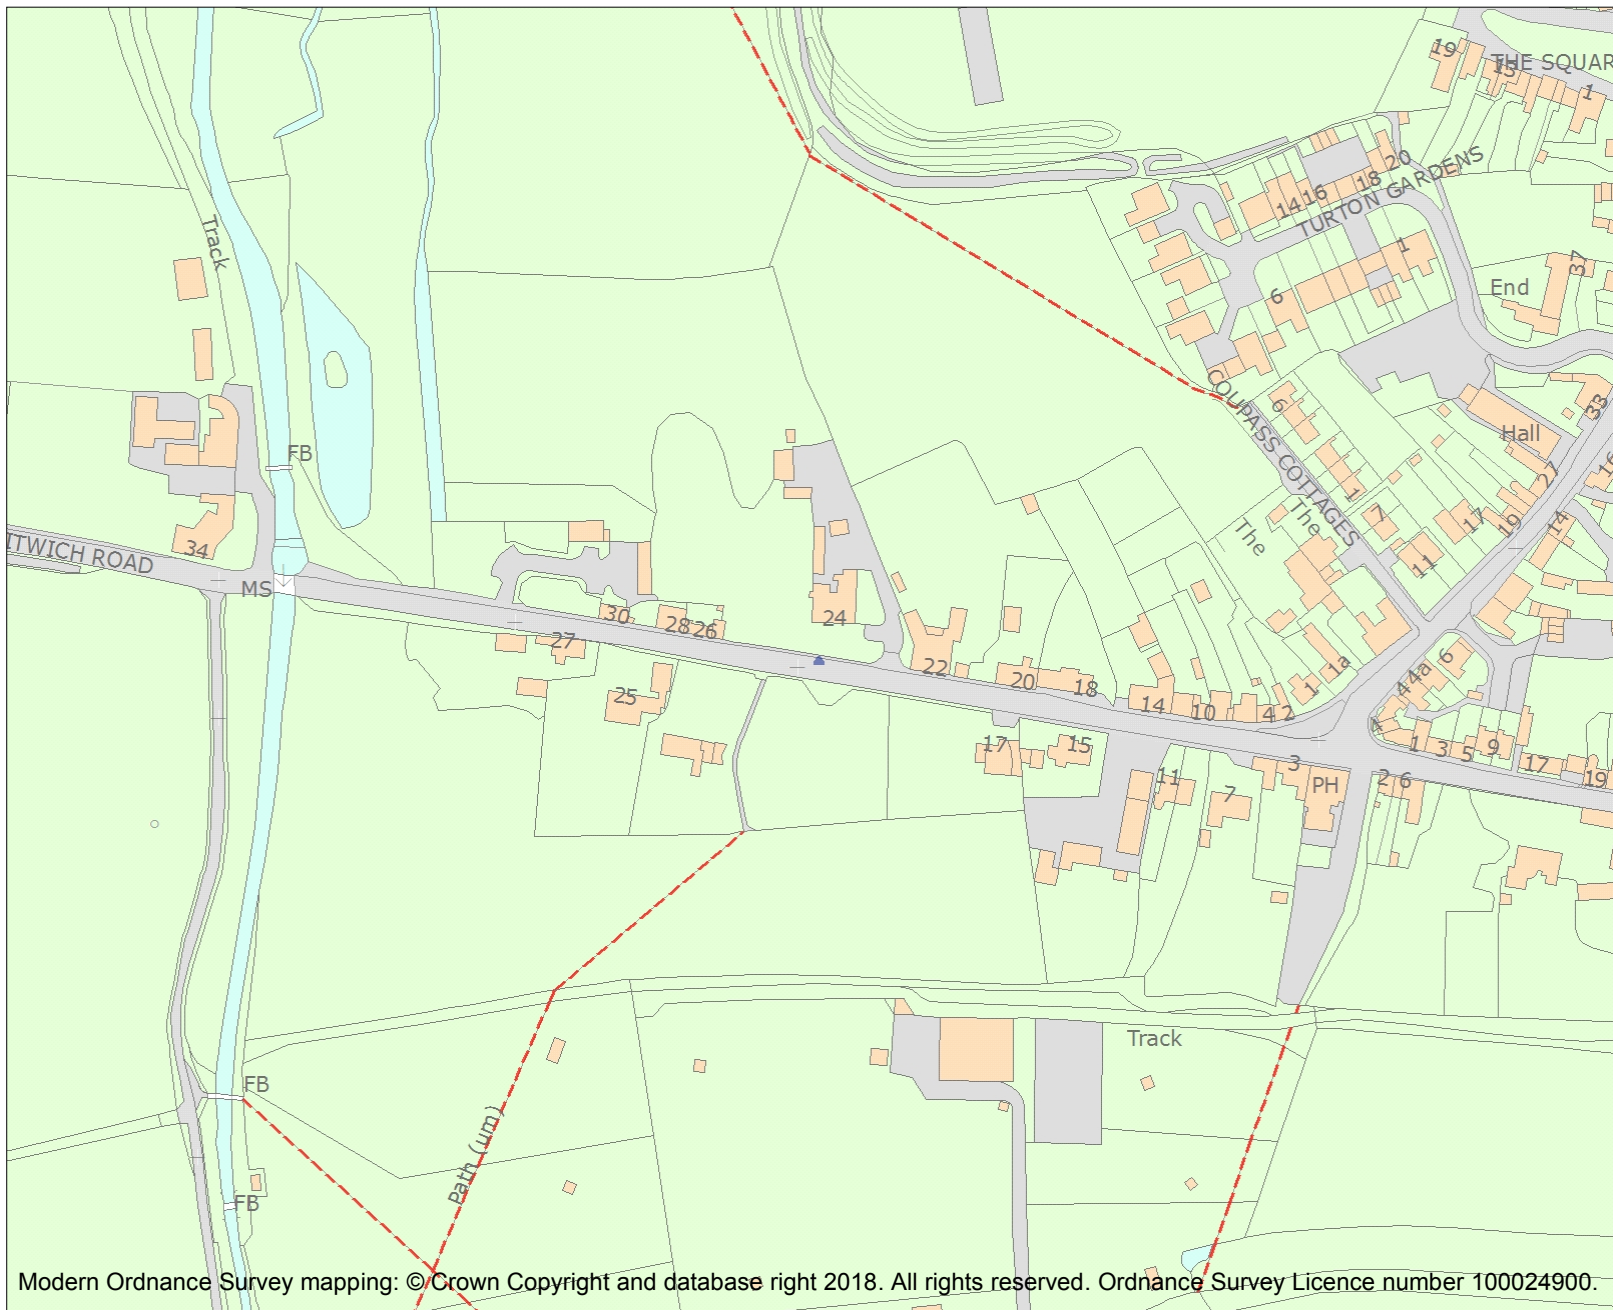 19
THE SQUAR
15
1
20
18
16
14
TURTON GARDENS
Track
1
37
End
6
COUPASS COTTAGES
6
33
Hall
FB
16
27
1
7
17
19
14
The
The
11
34
ITWICH ROAD
MS
30
28
26
24
27
22
20
18
25
14
10
4
2
1
1a
4
4a
6
4
1
3
5
9
17
19
17
15
11
7
3
PH
2
6
Track
FB
Path (um)
FB
Modern Ordnance Survey mapping: © Crown Copyright and database right 2018. All rights reserved. Ordnance Survey Licence number 100024900.